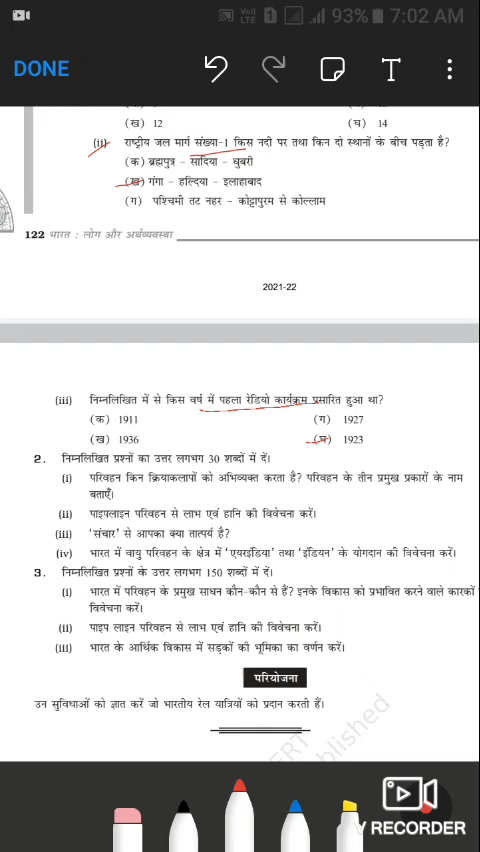 93% 7:02 AM
DONE
T
(ख) 12 (घ) 14
(ii) राष्ट्रीय जल मार्ग संख्या-1 किस नदी पर तथा किन दो स्थानों के बीच पड़ता है?
(क) ब्रह्मपुत्र - सादिया - धुबरी
(ख) गंगा - हल्दिया - इलाहाबाद
(ग) पश्चिमी तट नहर - कोट्टापुरम से कोल्लाम
122 भारत : लोग और अर्थव्यवस्था
2021-22
(iii) निम्नलिखित में से किस वर्ष में पहला रेडियो कार्यक्रम प्रसारित हुआ था?
(क) 1911 (ग) 1927
(ख) 1936 (घ) 1923
2. निम्नलिखित प्रश्नों का उत्तर लगभग 30 शब्दों में दें।
(i) परिवहन किन क्रियाकलापों को अभिव्यक्त करता है? परिवहन के तीन प्रमुख प्रकारों के नाम
बताएँ।
(ii) पाइपलाइन परिवहन से लाभ एवं हानि की विवेचना करें।
(iii) 'संचार' से आपका क्या तात्पर्य है?
(iv) भारत में वायु परिवहन के क्षेत्र में 'एयरइंडिया' तथा 'इंडियन' के योगदान की विवेचना करें।
3. निम्नलिखित प्रश्नों के उत्तर लगभग 150 शब्दों में दें।
(i) भारत में परिवहन के प्रमुख साधन कौन-कौन से हैं? इनके विकास को प्रभावित करने वाले कारकों
विवेचना करें।
(ii) पाइप लाइन परिवहन से लाभ एवं हानि की विवेचना करें।
(iii) भारत के आर्थिक विकास में सड़कों की भूमिका का वर्णन करें।
परियोजना
उन सुविधाओं को ज्ञात करें जो भारतीय रेल यात्रियों को प्रदान करती हैं।
V RECORDER